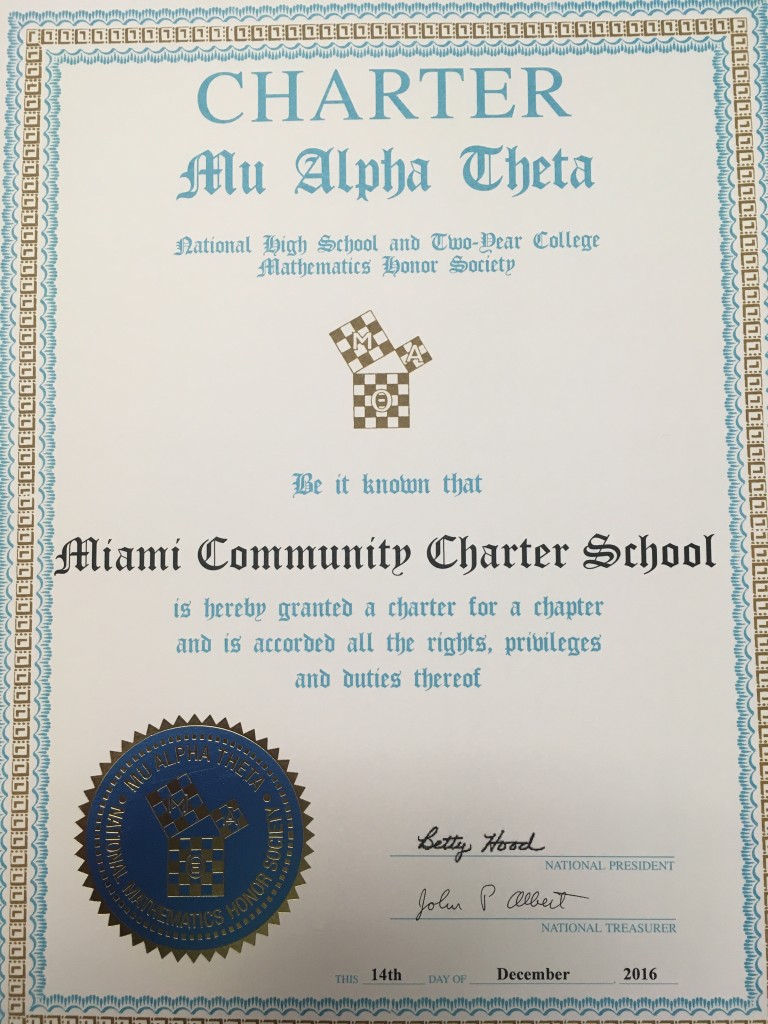 CHARTER
Mu Alpha Theta
National High School and Two-Year College
Mathematics Honor Society
M
A
Θ
Be it known that
Miami Community Charter School
is hereby granted a charter for a chapter
and is accorded all the rights, privileges
and duties thereof
MU ALPHA THETA
NATIONAL MATHEMATICS HONOR SOCIETY
M
A
Θ
Betty Hood
NATIONAL PRESIDENT
John P Albert
NATIONAL TREASURER
THIS 14th DAY OF December 2016